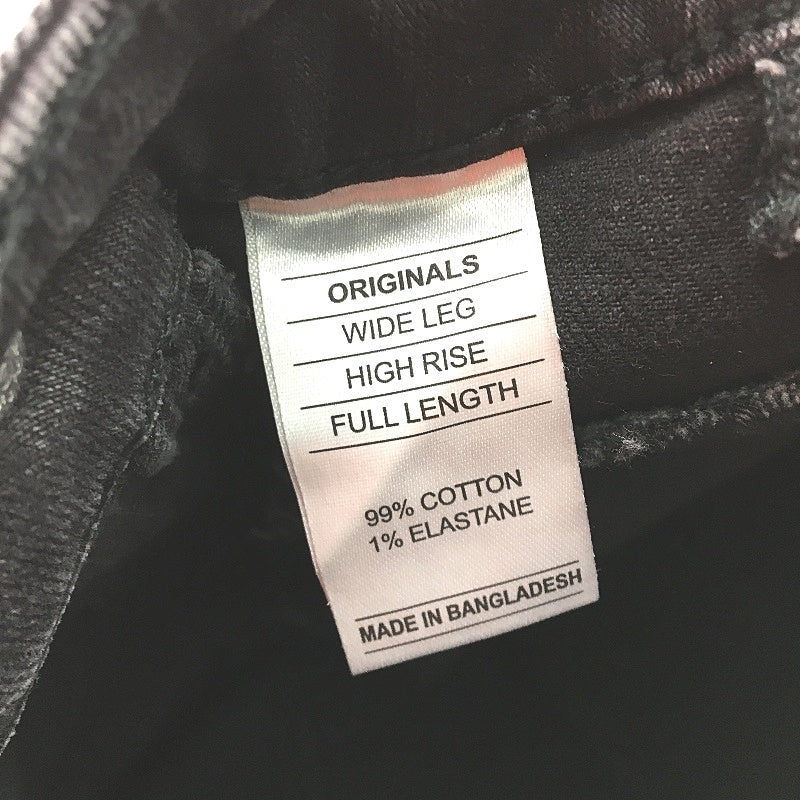 ORIGINALS
WIDE LEG
HIGH RISE
FULL LENGTH
99% COTTON
1% ELASTANE
MADE IN BANGLADESH